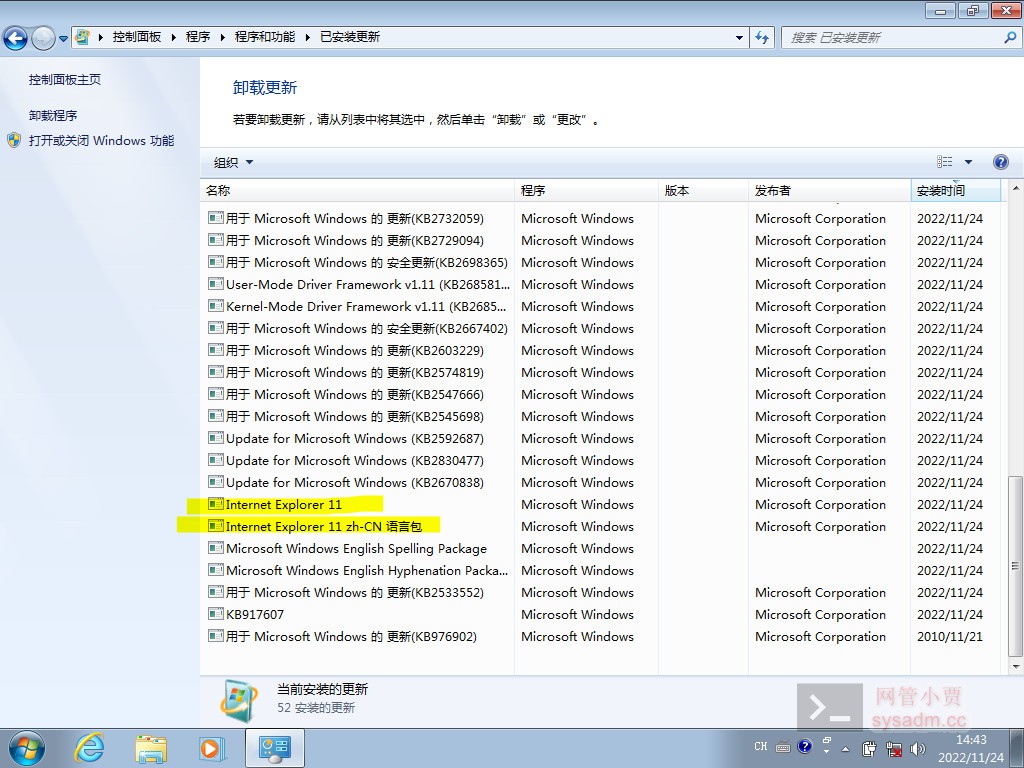 控制面板 程序 程序和功能 已安装更新 搜索 已安装更新
控制面板主页
卸载程序
打开或关闭 Windows 功能
卸载更新
若要卸载更新，请从列表中将其选中，然后单击“卸载”或“更改”。
组织
名称 程序 版本 发布者 安装时间
用于 Microsoft Windows 的 更新(KB2732059) Microsoft Windows Microsoft Corporation 2022/11/24
用于 Microsoft Windows 的 更新(KB2729094) Microsoft Windows Microsoft Corporation 2022/11/24
用于 Microsoft Windows 的 安全更新(KB2698365) Microsoft Windows Microsoft Corporation 2022/11/24
User-Mode Driver Framework v1.11 (KB268581... Microsoft Windows Microsoft Corporation 2022/11/24
Kernel-Mode Driver Framework v1.11 (KB2685... Microsoft Windows Microsoft Corporation 2022/11/24
用于 Microsoft Windows 的 安全更新(KB2667402) Microsoft Windows Microsoft Corporation 2022/11/24
用于 Microsoft Windows 的 更新(KB2603229) Microsoft Windows Microsoft Corporation 2022/11/24
用于 Microsoft Windows 的 更新(KB2574819) Microsoft Windows Microsoft Corporation 2022/11/24
用于 Microsoft Windows 的 更新(KB2547666) Microsoft Windows Microsoft Corporation 2022/11/24
用于 Microsoft Windows 的 更新(KB2545698) Microsoft Windows Microsoft Corporation 2022/11/24
Update for Microsoft Windows (KB2592687) Microsoft Windows Microsoft Corporation 2022/11/24
Update for Microsoft Windows (KB2830477) Microsoft Windows Microsoft Corporation 2022/11/24
Update for Microsoft Windows (KB2670838) Microsoft Windows Microsoft Corporation 2022/11/24
Internet Explorer 11 Microsoft Windows Microsoft Corporation 2022/11/24
Internet Explorer 11 zh-CN 语言包 Microsoft Windows Microsoft Corporation 2022/11/24
Microsoft Windows English Spelling Package Microsoft Windows 2022/11/24
Microsoft Windows English Hyphenation Packa... Microsoft Windows 2022/11/24
用于 Microsoft Windows 的 更新(KB2533552) Microsoft Windows Microsoft Corporation 2022/11/24
KB917607 Microsoft Windows Microsoft Corporation 2022/11/24
用于 Microsoft Windows 的 更新(KB976902) Microsoft Windows Microsoft Corporation 2010/11/21
当前安装的更新
52 安装的更新
网管小贾
sysadm.cc
CH
14:43
2022/11/24